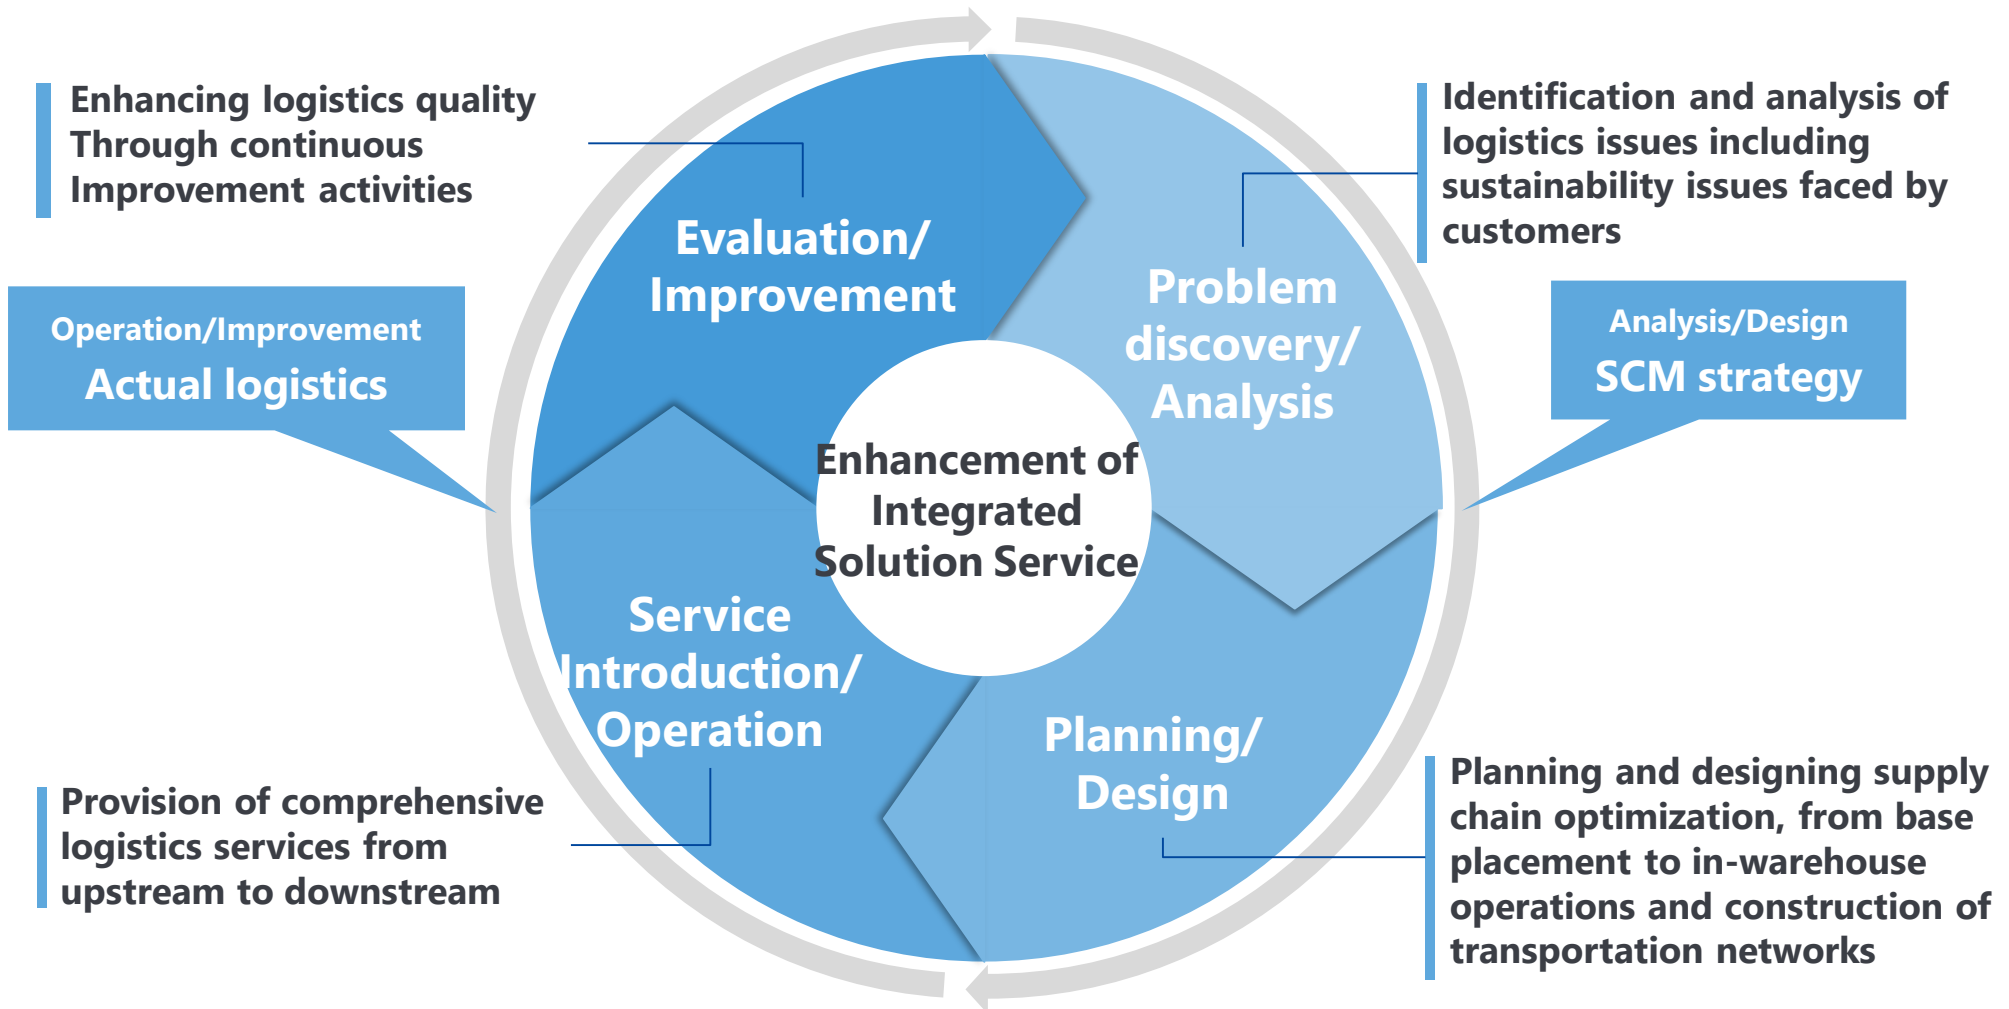 Enhancing logistics quality
Through continuous
Improvement activities
Identification and analysis of
logistics issues including
sustainability issues faced by
customers
Evaluation/
Improvement
Problem
discovery/
Analysis
Operation/Improvement
Actual logistics
Analysis/Design
SCM strategy
Enhancement of
Integrated
Solution Service
Service
Introduction/
Operation
Planning/
Design
Provision of comprehensive
logistics services from
upstream to downstream
Planning and designing supply
chain optimization, from base
placement to in-warehouse
operations and construction of
transportation networks